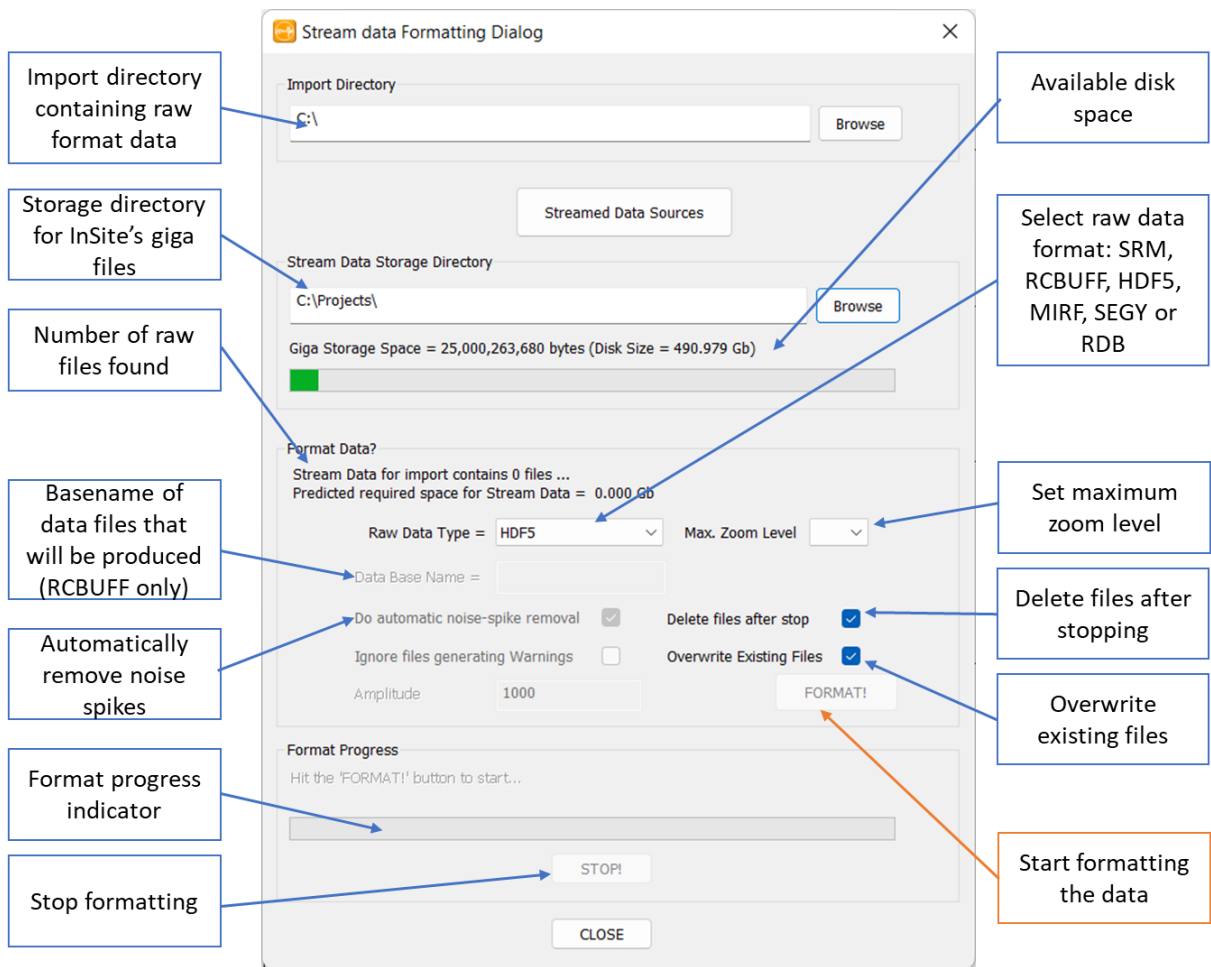 Stream data Formatting Dialog
Import directory
containing raw
format data
Import Directory
C:\
Browse
Available disk
space
Storage directory
for InSite's giga
files
Streamed Data Sources
Select raw data
format: SRM,
RCBUFF, HDF5,
MIRF, SEGY or
RDB
Stream Data Storage Directory
C:\Projects\
Browse
Number of raw
files found
Giga Storage Space = 25,000,263,680 bytes (Disk Size = 490.979 Gb)
Format Data?
Stream Data for import contains 0 files ...
Predicted required space for Stream Data = 0.000 Gb
Basename of
data files that
will be produced
(RCBUFF only)
Raw Data Type = HDF5 Max. Zoom Level
Set maximum
zoom level
Data Base Name =
Do automatic noise-spike removal Delete files after stop
Delete files after
stopping
Automatically
remove noise
spikes
Ignore files generating Warnings Overwrite Existing Files
Amplitude 1000 FORMAT!
Overwrite
existing files
Format Progress
Hit the 'FORMAT!' button to start...
Format progress
indicator
STOP!
Stop formatting
Start formatting
the data
CLOSE